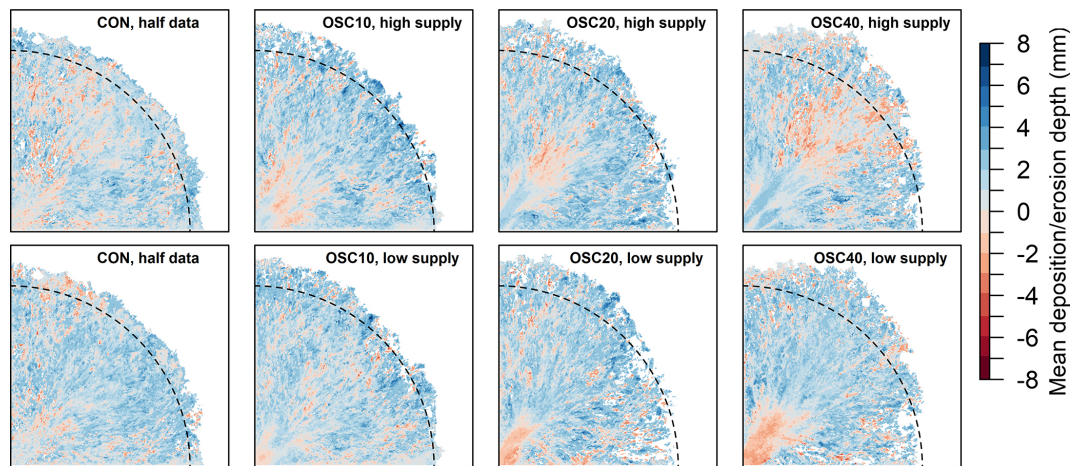 CON, half data
OSC10, high supply
OSC20, high supply
OSC40, high supply
CON, half data
OSC10, low supply
OSC20, low supply
OSC40, low supply
8
6
4
2
0
-2
-4
-6
-8
Mean deposition/erosion depth (mm)